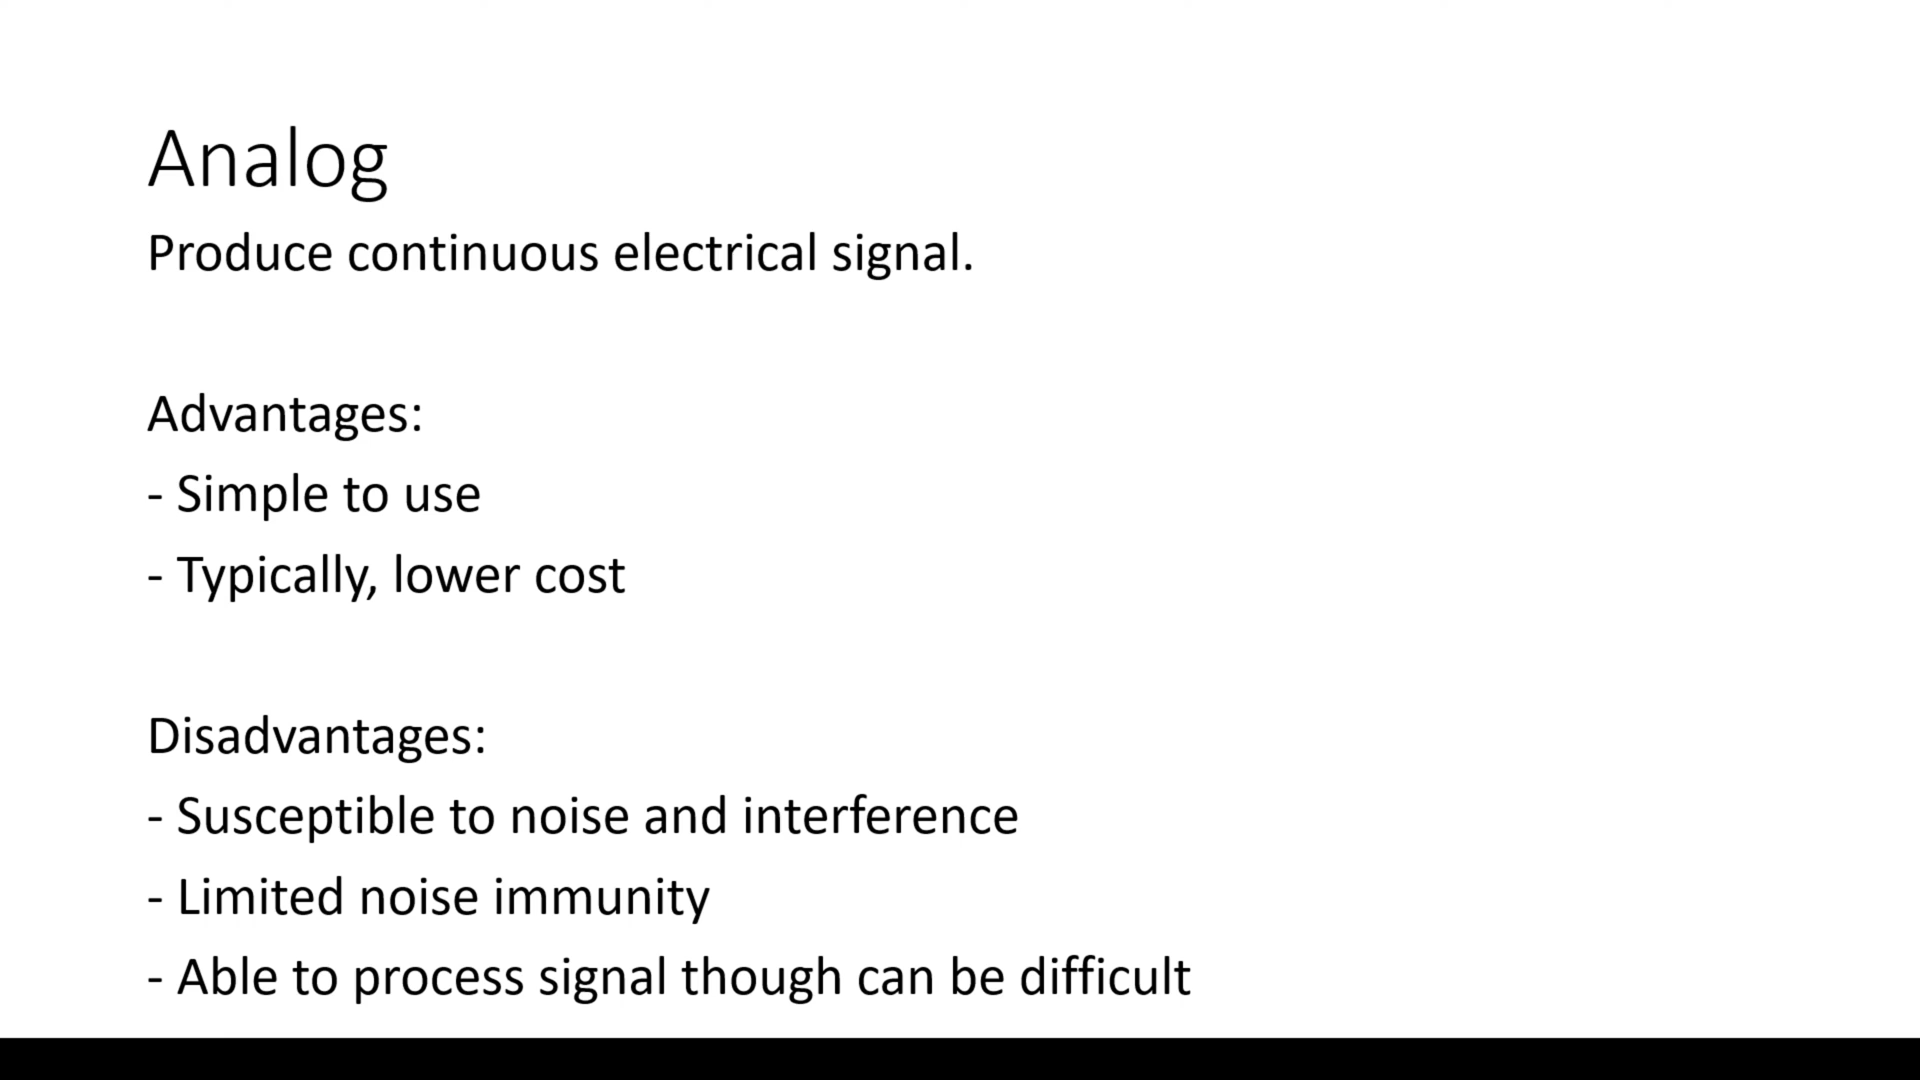 Analog
Produce continuous electrical signal.
Advantages:
- Simple to use
- Typically, lower cost
Disadvantages:
- Susceptible to noise and interference
- Limited noise immunity
- Able to process signal though can be difficult